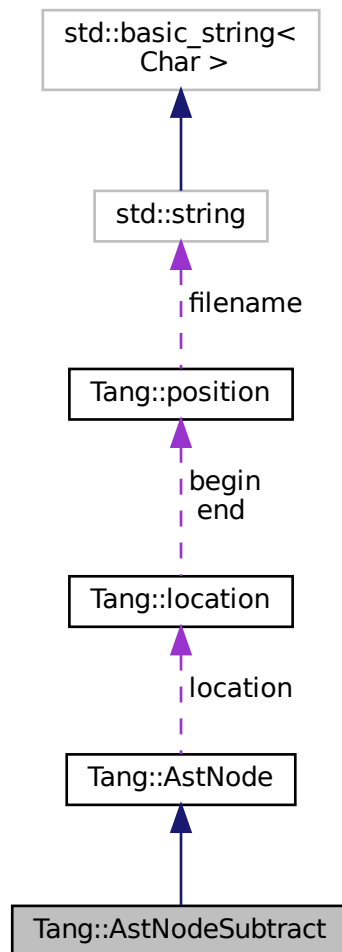 std::basic_string<
Char >
std::string
filename
Tang::position
begin
end
Tang::location
location
Tang::AstNode
Tang::AstNodeSubtract